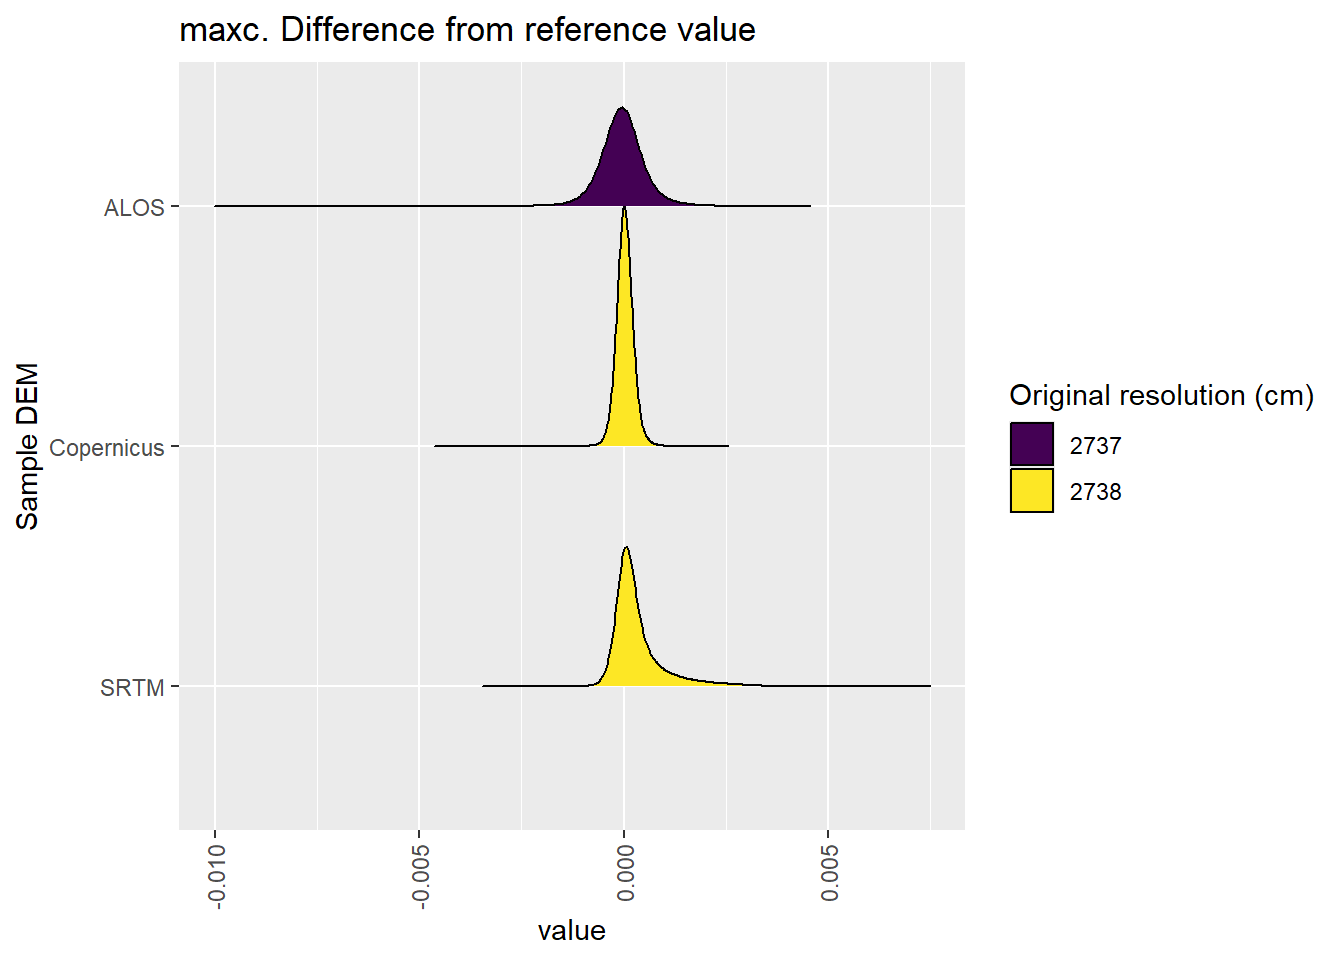 maxc. Difference from reference value
Sample DEM
ALOS
Copernicus
SRTM
-0.010
-0.005
0.000
0.005
value
Original resolution (cm)
2737
2738